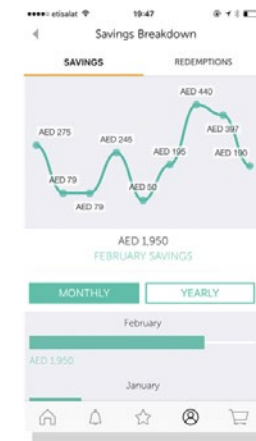 etisalat 19:47
Savings Breakdown
SAVINGS REDEMPTIONS
AED 440
AED 275
AED 245
AED 397
AED 195
AED 190
AED 79
AED 50
AED 79
AED 1,950
FEBRUARY SAVINGS
MONTHLY YEARLY
February
AED 1,950
January